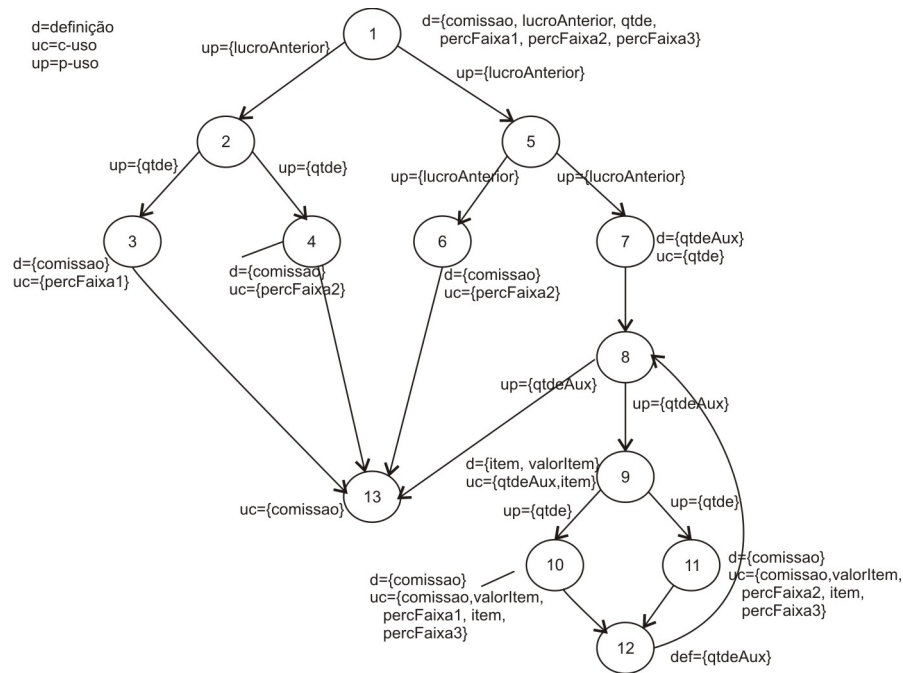 d=definição
uc=c-uso
up=p-uso
1
d={comissao, lucroAnterior, qtde,
percFaixa1, percFaixa2, percFaixa3}
up={lucroAnterior}
up={lucroAnterior}
2
5
up={qtde}
up={qtde}
up={lucroAnterior}
up={lucroAnterior}
3
4
6
7
d={qtdeAux}
uc={qtde}
d={comissao}
uc={percFaixa1}
d={comissao}
uc={percFaixa2}
d={comissao}
uc={percFaixa2}
8
up={qtdeAux}
up={qtdeAux}
d={item, valorItem}
uc={qtdeAux,item}
9
13
uc={comissao}
up={qtde}
up={qtde}
10
11
d={comissao}
uc={comissao,valorItem,
percFaixa2, item,
percFaixa3}
d={comissao}
uc={comissao,valorItem,
percFaixa1, item,
percFaixa3}
12
def={qtdeAux}